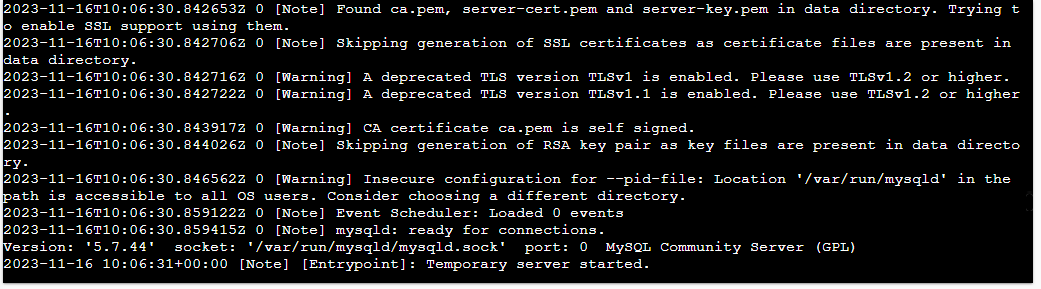 2023-11-16T10:06:30.842653Z 0 [Note] Found ca.pem, server-cert.pem and server-key.pem in data directory. Trying t
o enable SSL support using them.
2023-11-16T10:06:30.842706Z 0 [Note] Skipping generation of SSL certificates as certificate files are present in
data directory.
2023-11-16T10:06:30.842716Z 0 [Warning] A deprecated TLS version TLSv1 is enabled. Please use TLSv1.2 or higher.
2023-11-16T10:06:30.842722Z 0 [Warning] A deprecated TLS version TLSv1.1 is enabled. Please use TLSv1.2 or higher
.
2023-11-16T10:06:30.843917Z 0 [Warning] CA certificate ca.pem is self signed.
2023-11-16T10:06:30.844026Z 0 [Note] Skipping generation of RSA key pair as key files are present in data directo
ry.
2023-11-16T10:06:30.846562Z 0 [Warning] Insecure configuration for --pid-file: Location '/var/run/mysqld' in the
path is accessible to all OS users. Consider choosing a different directory.
2023-11-16T10:06:30.859122Z 0 [Note] Event Scheduler: Loaded 0 events
2023-11-16T10:06:30.859415Z 0 [Note] mysqld: ready for connections.
Version: '5.7.44'  socket: '/var/run/mysqld/mysqld.sock'  port: 0  MySQL Community Server (GPL)
2023-11-16 10:06:31+00:00 [Note] [Entrypoint]: Temporary server started.